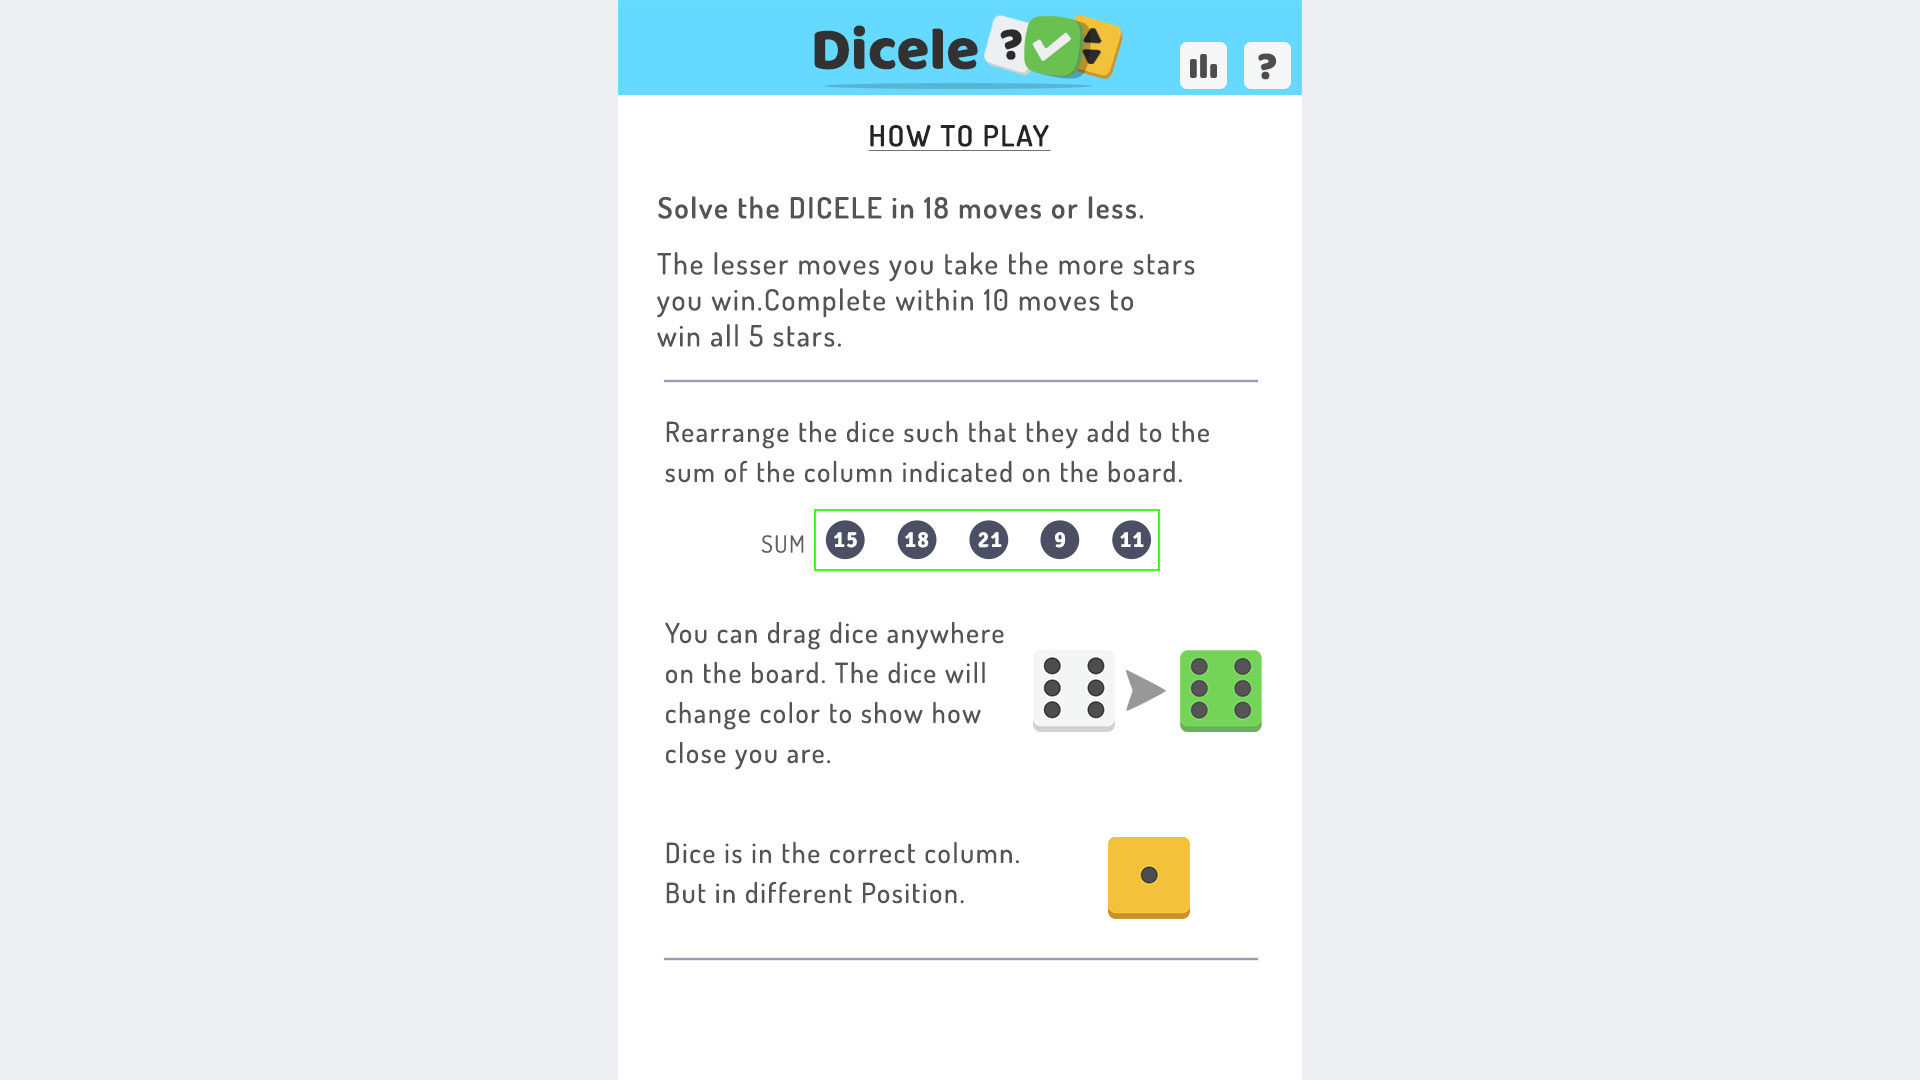 Dicele ?
?
HOW TO PLAY
Solve the DICELE in 18 moves or less.
The lesser moves you take the more stars
you win.Complete within 10 moves to
win all 5 stars.
Rearrange the dice such that they add to the
sum of the column indicated on the board.
SUM 15 18 21 9 11
You can drag dice anywhere
on the board. The dice will
change color to show how
close you are.
Dice is in the correct column.
But in different Position.